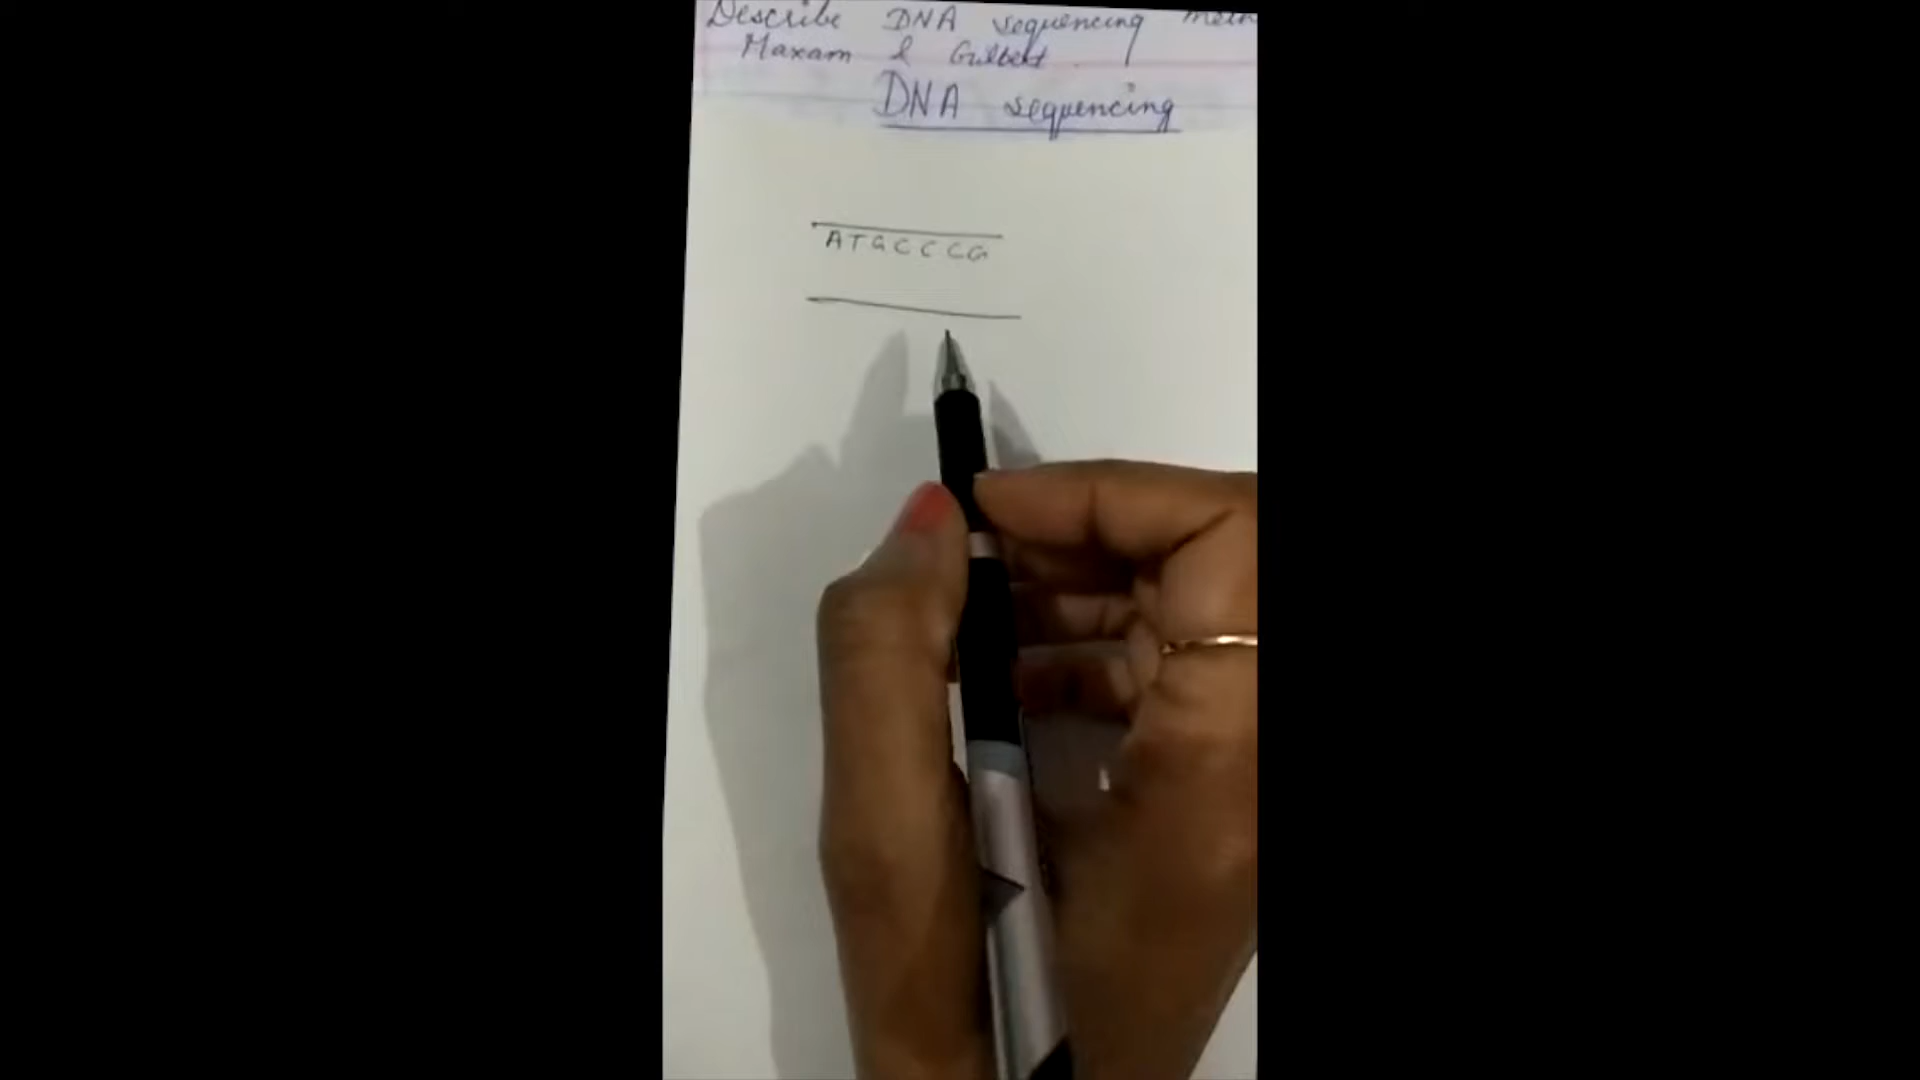 Describe DNA sequencing
Maxam & Gilbert.
DNA sequencing
ATGCCCG